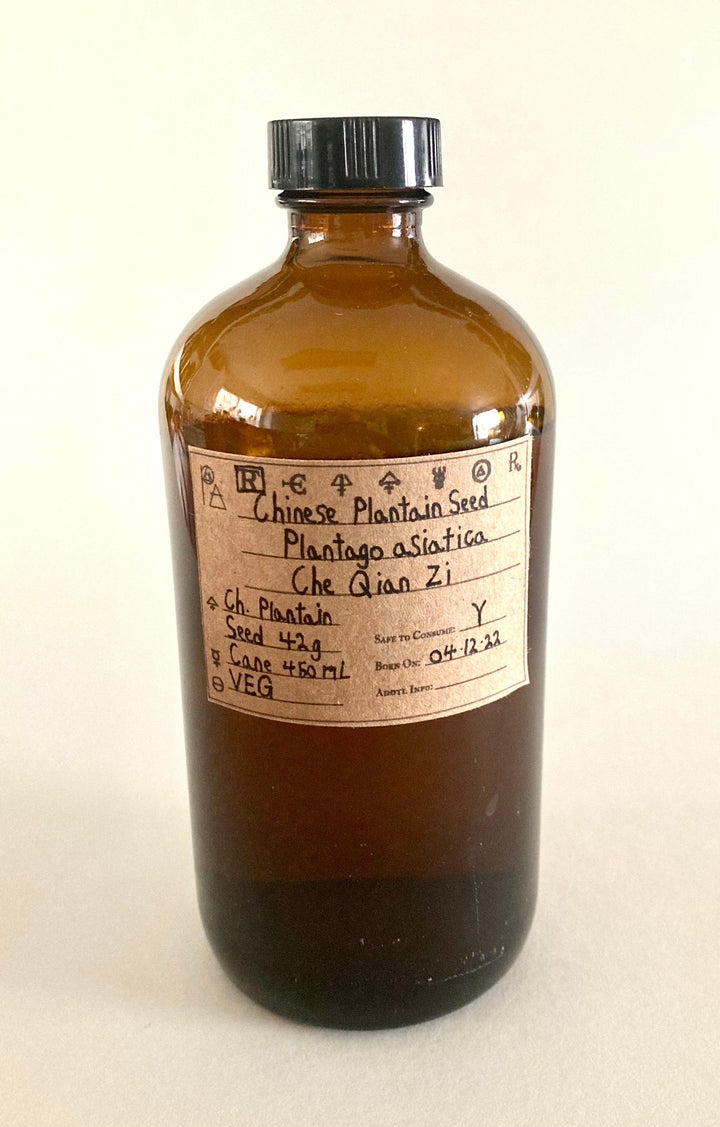 ℞
Chinese Plantain Seed
Plantago asiatica
Che Qian Zi
Ch. Plantain
Seed 42g
Cane 450 mL
VEG
SAFE TO CONSUME: Y
BORN ON: 04·12·22
ADDTL INFO: